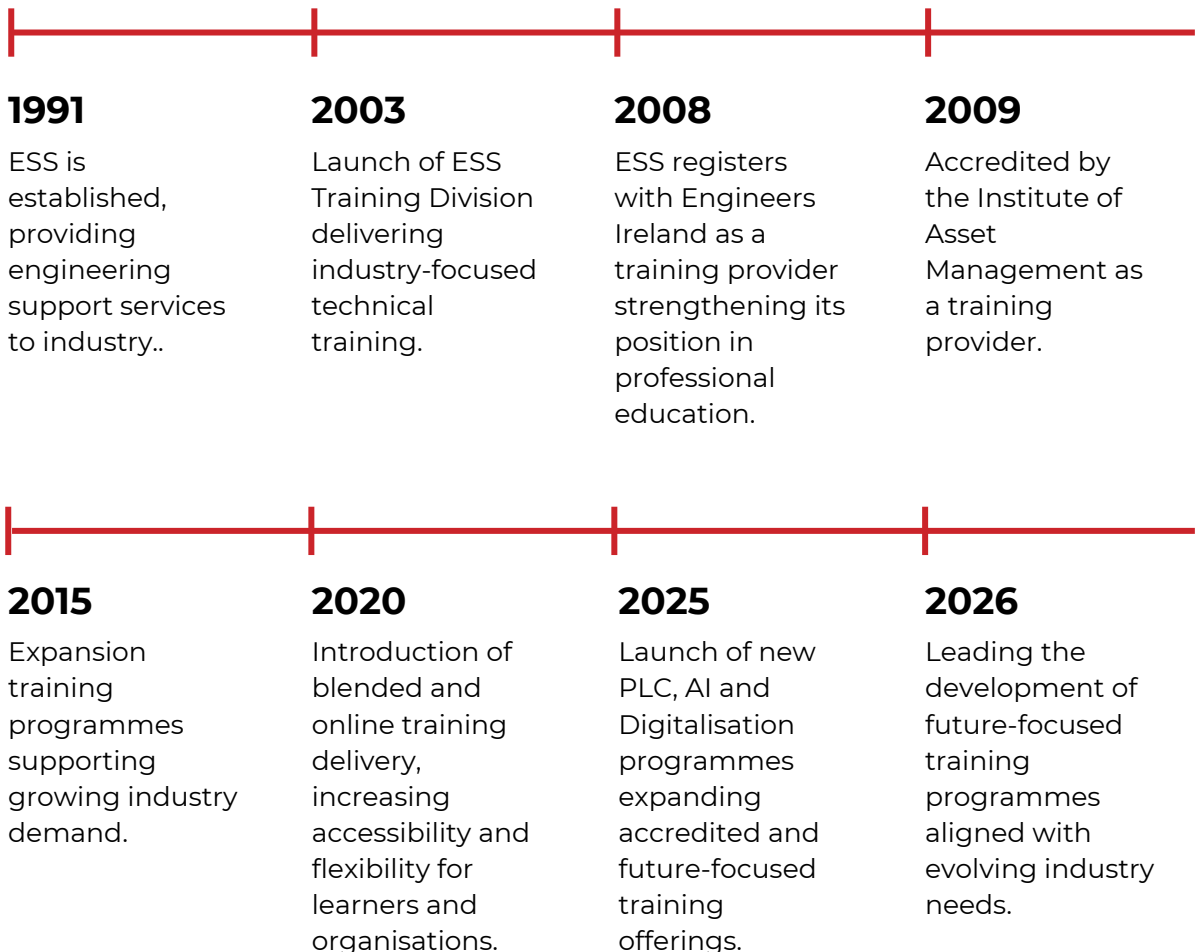 1991
ESS is
established,
providing
engineering
support services
to industry..
2003
Launch of ESS
Training Division
delivering
industry-focused
technical
training.
2008
ESS registers
with Engineers
Ireland as a
training provider
strengthening its
position in
professional
education.
2009
Accredited by
the Institute of
Asset
Management as
a training
provider.
2015
Expansion
training
programmes
supporting
growing industry
demand.
2020
Introduction of
blended and
online training
delivery,
increasing
accessibility and
flexibility for
learners and
organisations.
2025
Launch of new
PLC, AI and
Digitalisation
programmes
expanding
accredited and
future-focused
training
offerings.
2026
Leading the
development of
future-focused
training
programmes
aligned with
evolving industry
needs.